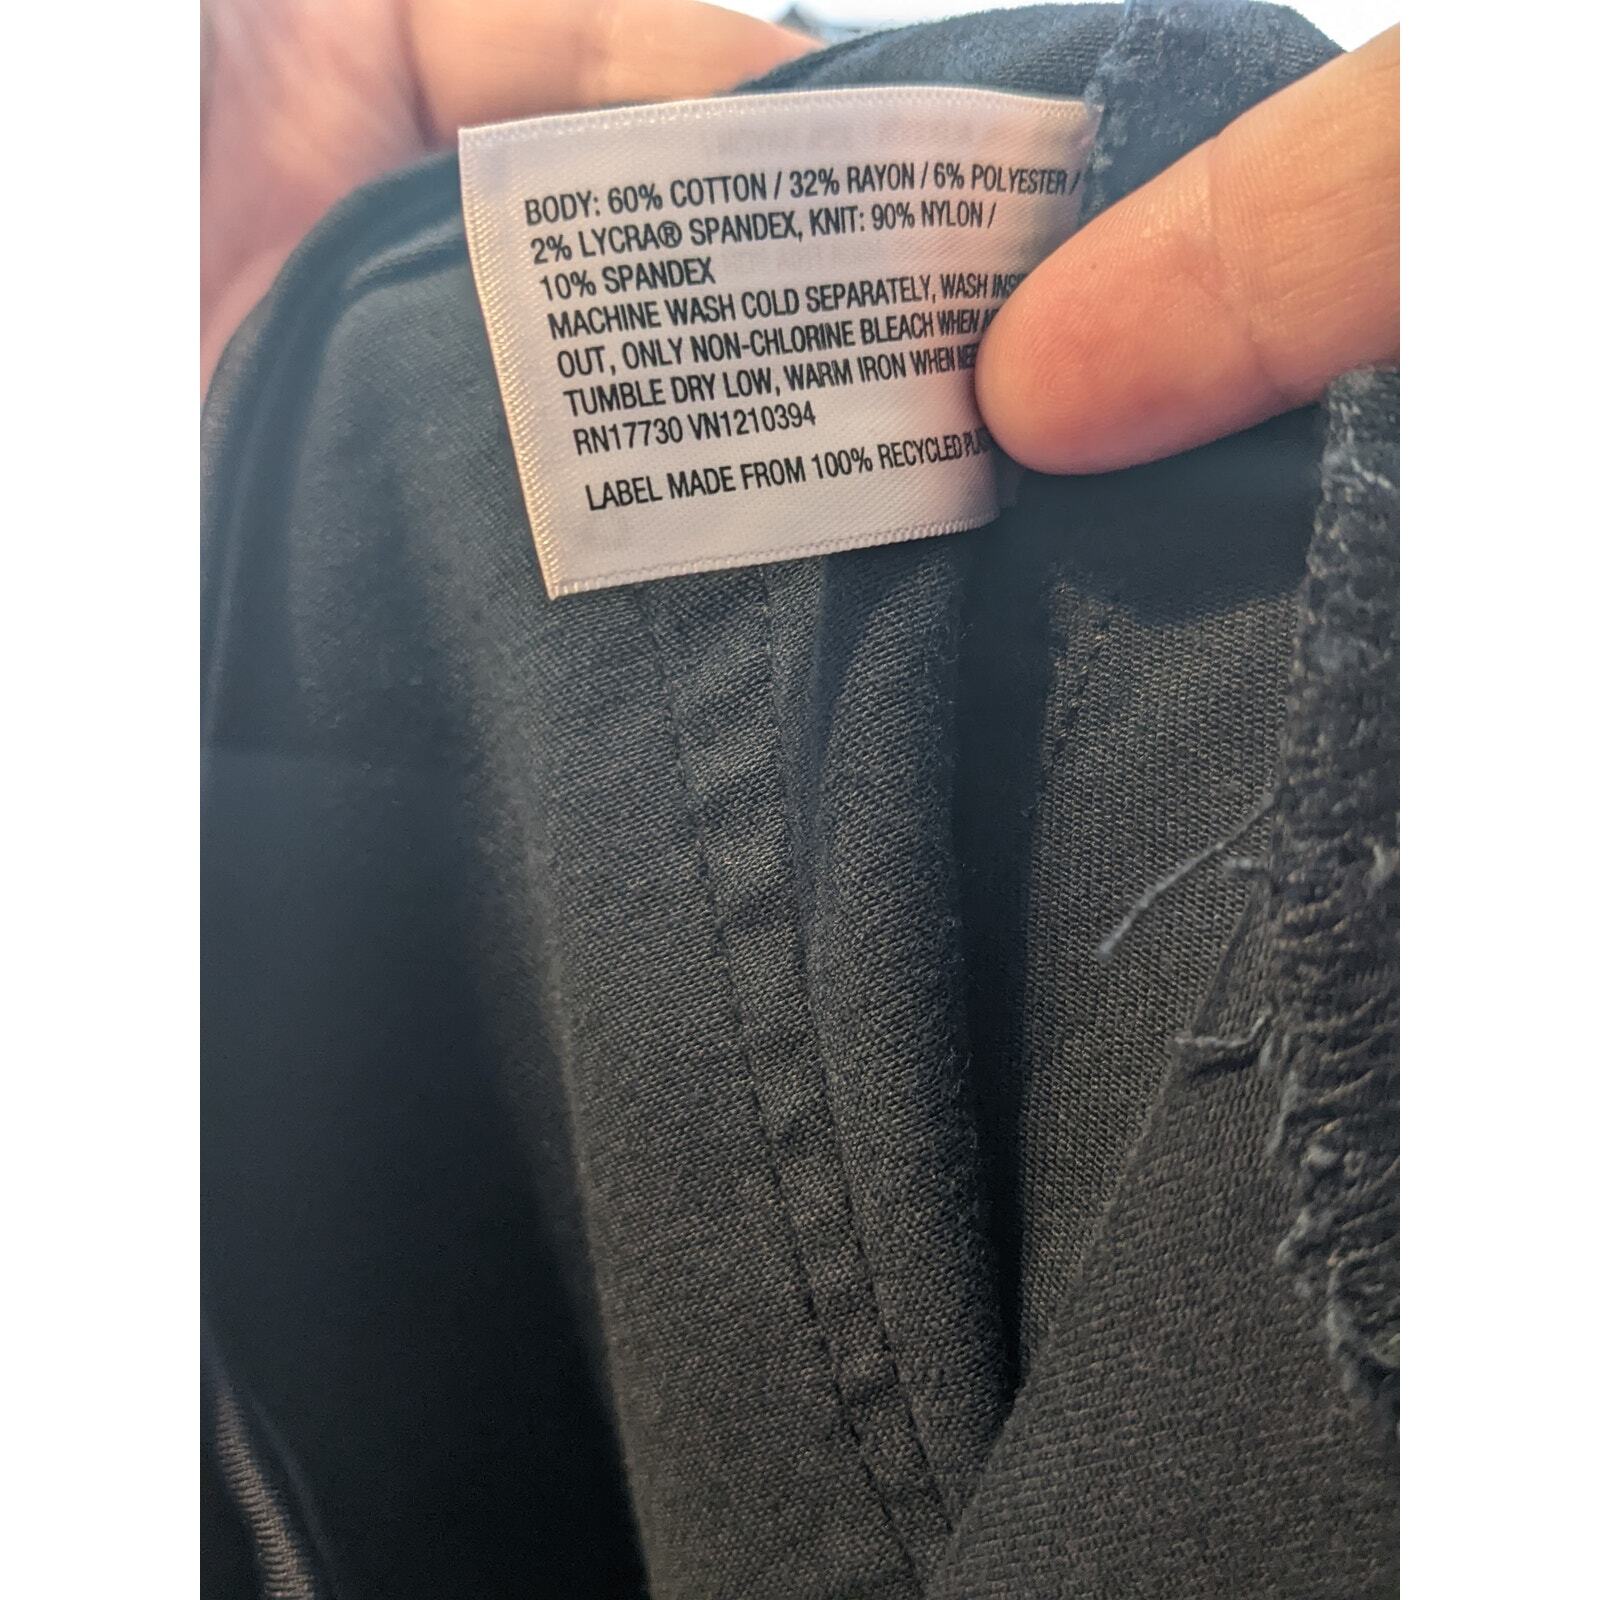 BODY: 60% COTTON / 32% RAYON / 6% POLYESTER /
2% LYCRA® SPANDEX, KNIT: 90% NYLON /
10% SPANDEX
MACHINE WASH COLD SEPARATELY, WASH
OUT, ONLY NON-CHLORINE BLEACH WHEN
TUMBLE DRY LOW, WARM IRON WHEN
RN17730 VN1210394
LABEL MADE FROM 100% RECYCLED